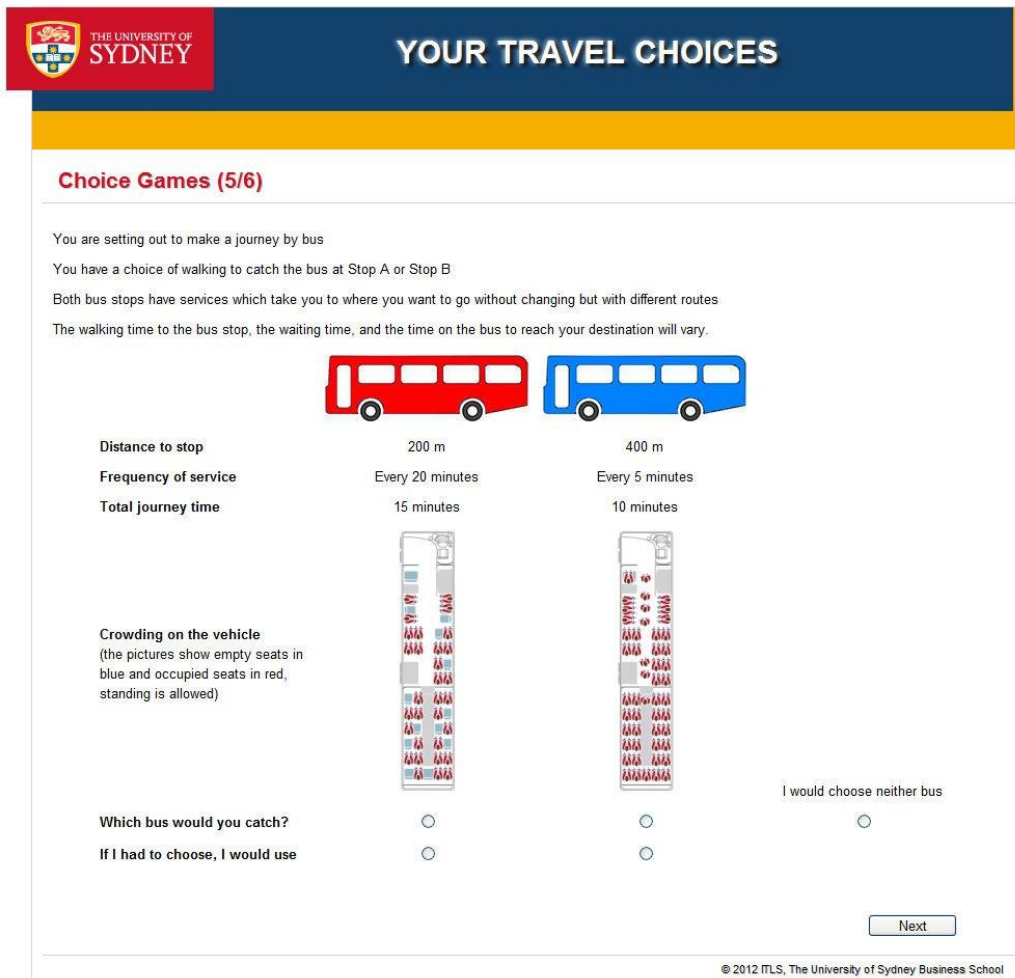 THE UNIVERSITY OF
SYDNEY
YOUR TRAVEL CHOICES
Choice Games (5/6)
You are setting out to make a journey by bus
You have a choice of walking to catch the bus at Stop A or Stop B
Both bus stops have services which take you to where you want to go without changing but with different routes
The walking time to the bus stop, the waiting time, and the time on the bus to reach your destination will vary.
Distance to stop 200 m 400 m
Frequency of service Every 20 minutes Every 5 minutes
Total journey time 15 minutes 10 minutes
Crowding on the vehicle
(the pictures show empty seats in
blue and occupied seats in red,
standing is allowed)
I would choose neither bus
Which bus would you catch?
If I had to choose, I would use
Next
© 2012 ITLS, The University of Sydney Business School